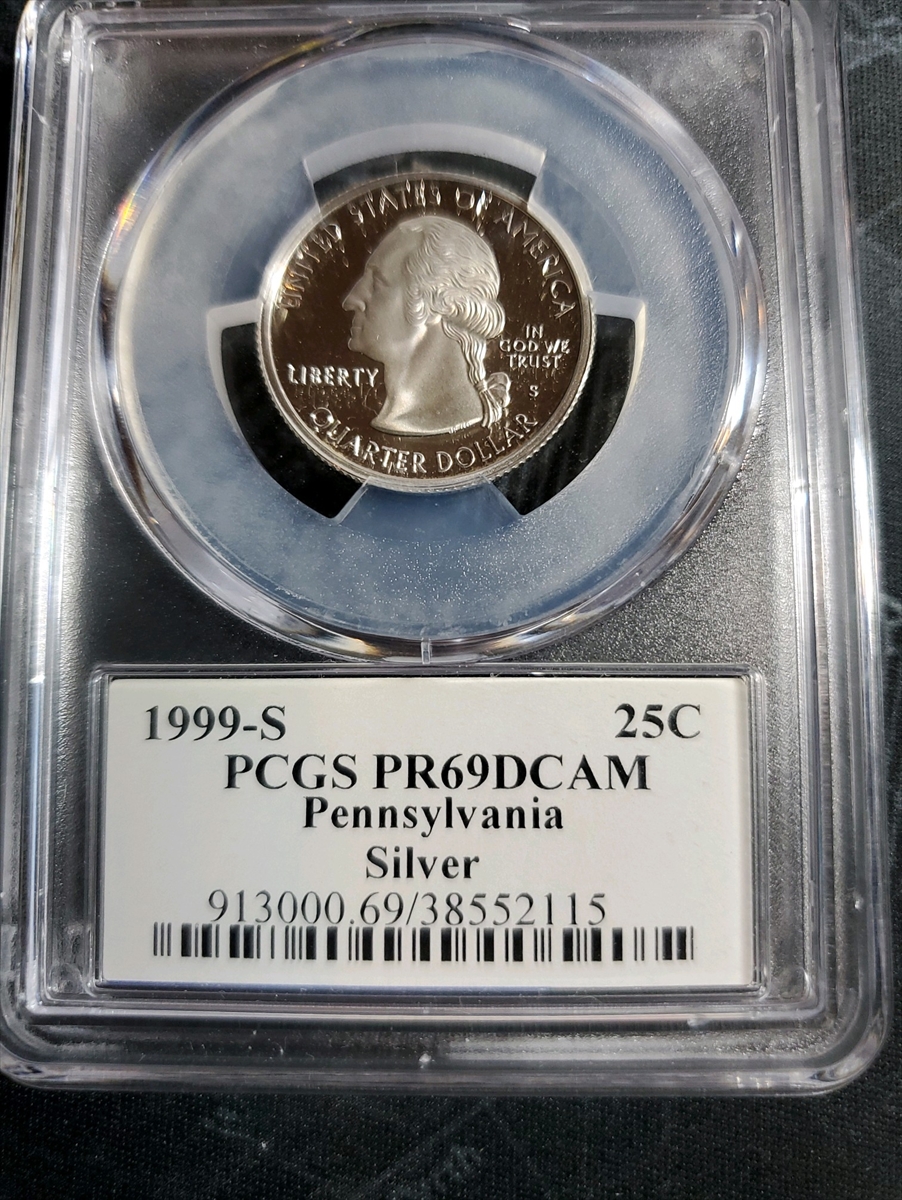 UNITED STATES OF AMERICA
IN
GOD WE
TRUST
LIBERTY
S
QUARTER DOLLAR
1999-S 25C
PCGS PR69DCAM
Pennsylvania
Silver
913000.69/38552115